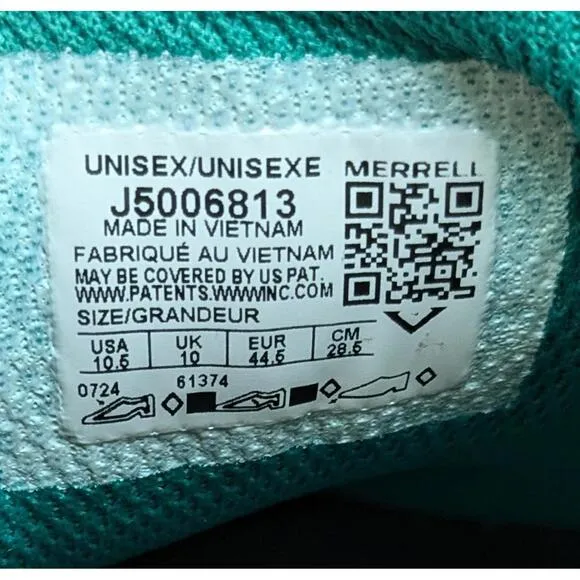 UNISEX/UNISEXE MERRELL
J5006813
MADE IN VIETNAM
FABRIQUÉ AU VIETNAM
MAY BE COVERED BY US PAT.
WWW.PATENTS.WWWINC.COM
SIZE/GRANDEUR
USA UK EUR CM
10.5 10 44.5 28.5
0724 61374